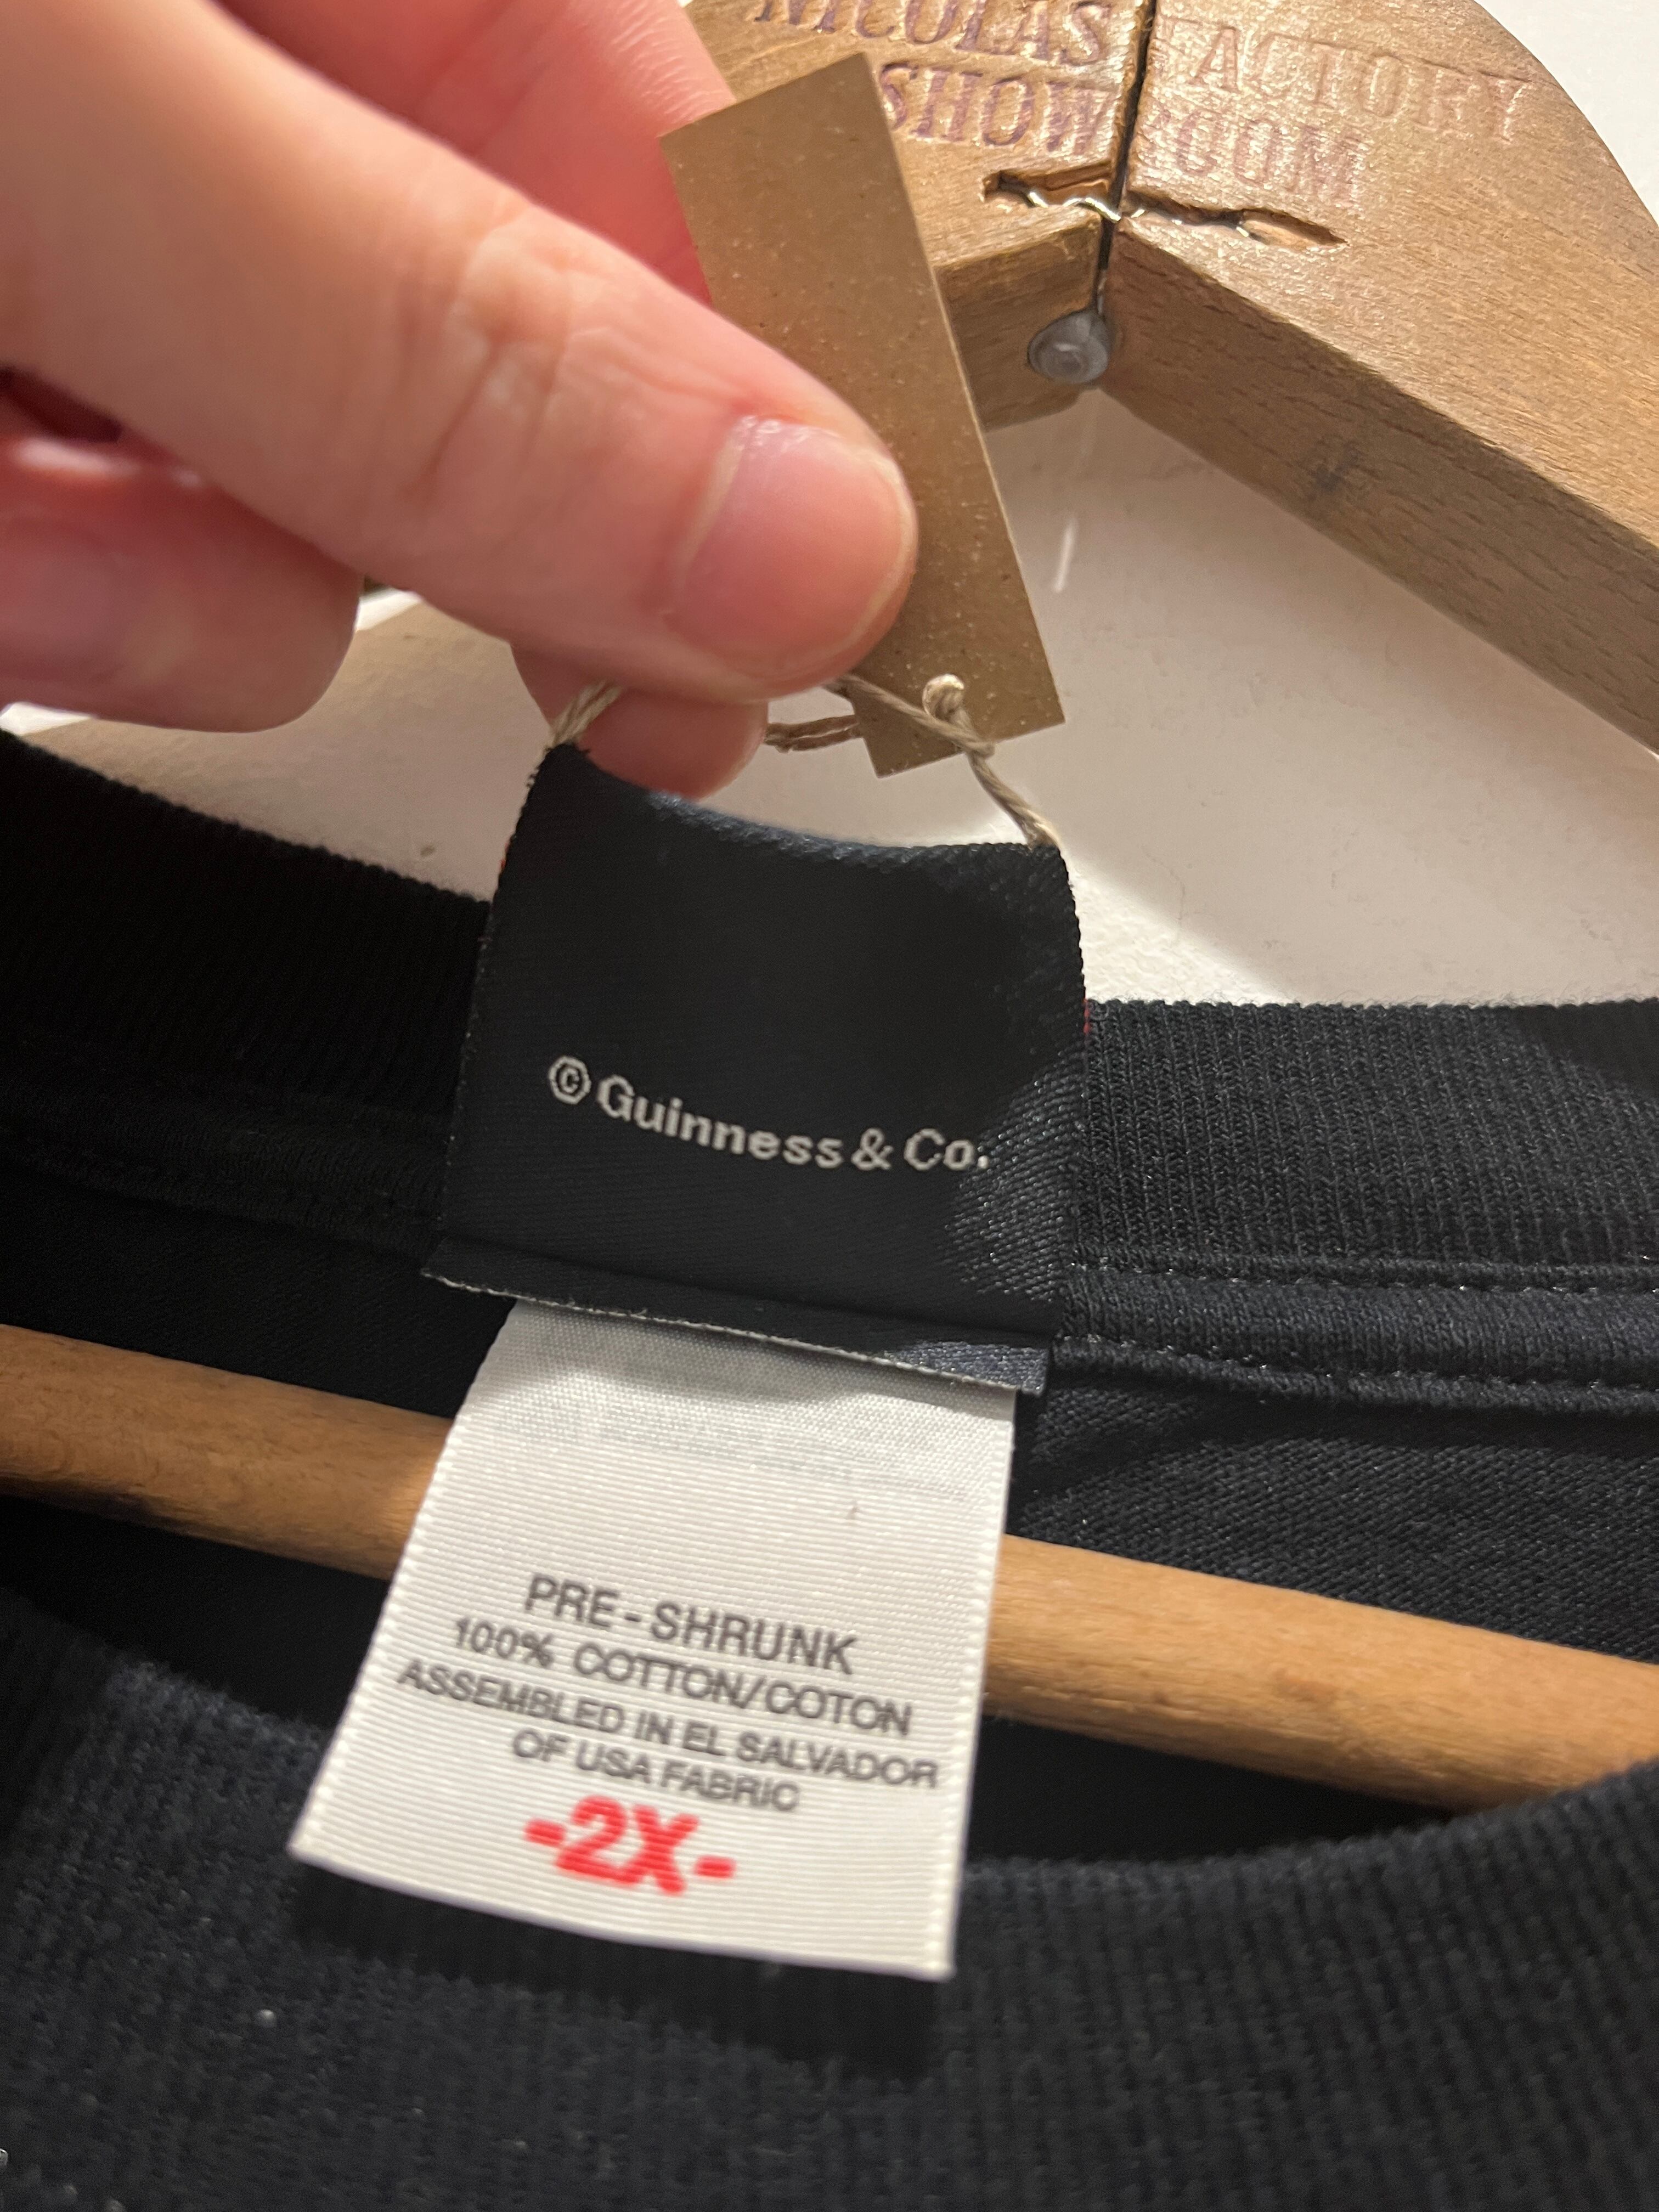 NICOLAS FACTORY
SHOWROOM
© Guinness & Co.
PRE-SHRUNK
100% COTTON/COTON
ASSEMBLED IN EL SALVADOR
OF USA FABRIC
-2X-